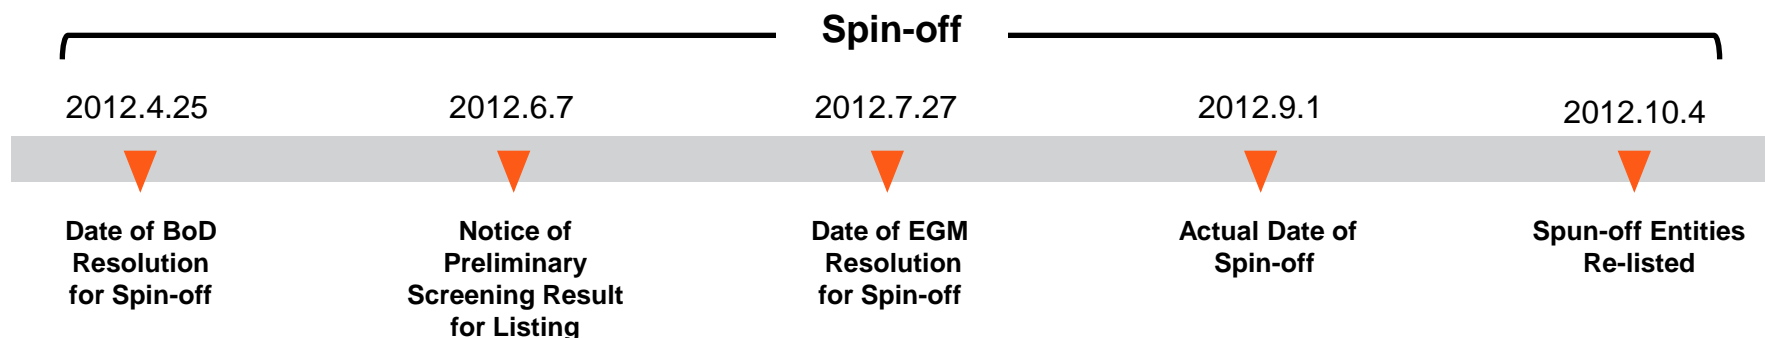 Spin-off
2012.4.25
2012.6.7
2012.7.27
2012.9.1
2012.10.4
Date of BoD
Resolution
for Spin-off
Notice of
Preliminary
Screening Result
for Listing
Date of EGM
Resolution
for Spin-off
Actual Date of
Spin-off
Spun-off Entities
Re-listed